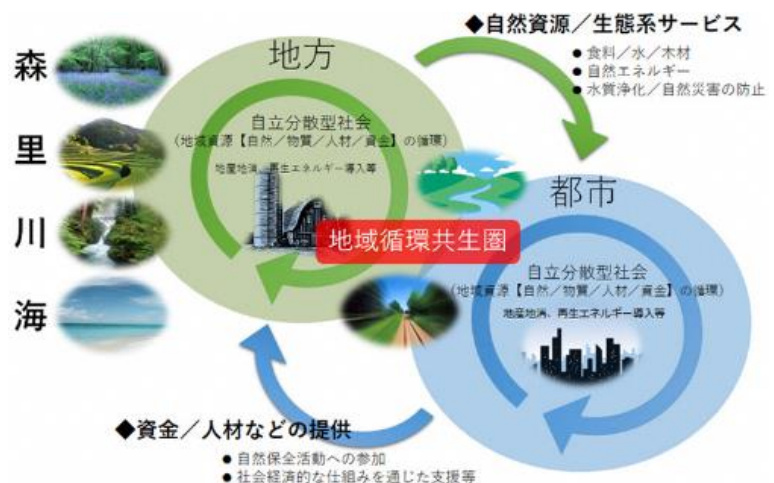 ◆自然資源／生態系サービス
● 食料／水／木材
● 自然エネルギー
● 水質浄化／自然災害の防止
森
里
川
海
地方
自立分散型社会
（地域資源【自然／物質／人材／資金】の循環）
地産地消、再生エネルギー導入等
地域循環共生圏
都市
自立分散型社会
（地域資源【自然／物質／人材／資金】の循環）
地産地消、再生エネルギー導入等
◆資金／人材などの提供
● 自然保全活動への参加
● 社会経済的な仕組みを通じた支援等